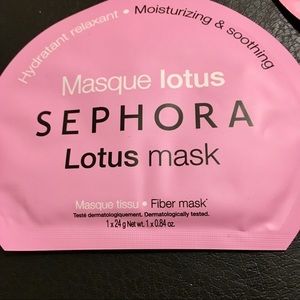 Hydratant relaxant • Moisturizing & soothing
Masque lotus
SEPHORA
Lotus mask
Masque tissu • Fiber mask*
Testé dermatologiquement. Dermatologically tested.
1 x 24 g Net wt. 1 x 0.84 oz.